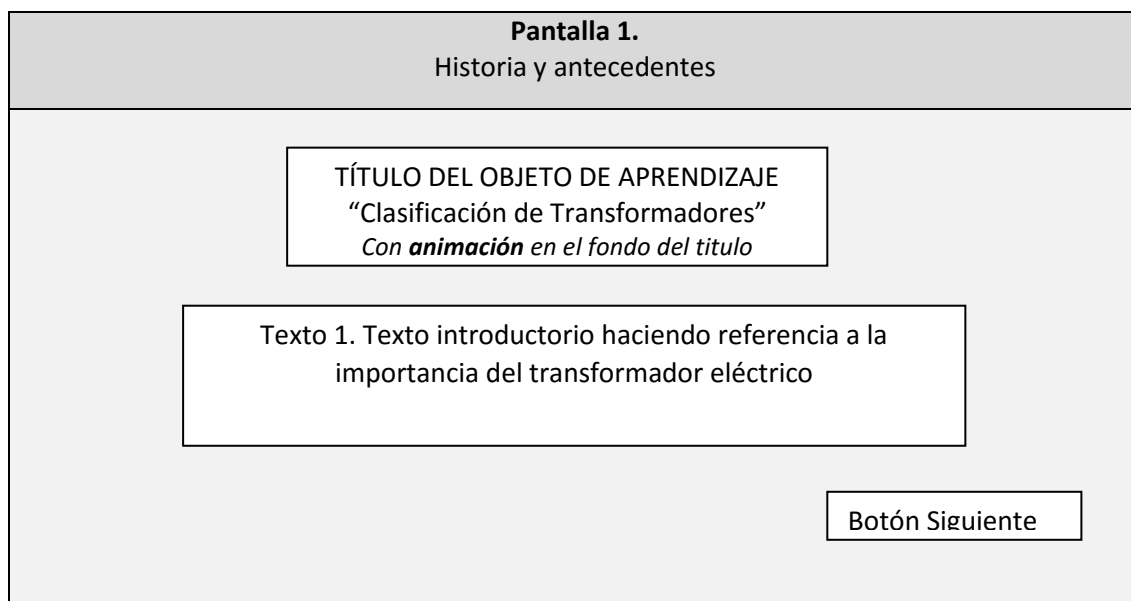 Pantalla 1.
Historia y antecedentes
TÍTULO DEL OBJETO DE APRENDIZAJE
“Clasificación de Transformadores”
Con animación en el fondo del titulo
Texto 1. Texto introductorio haciendo referencia a la
importancia del transformador eléctrico
Botón Siguiente